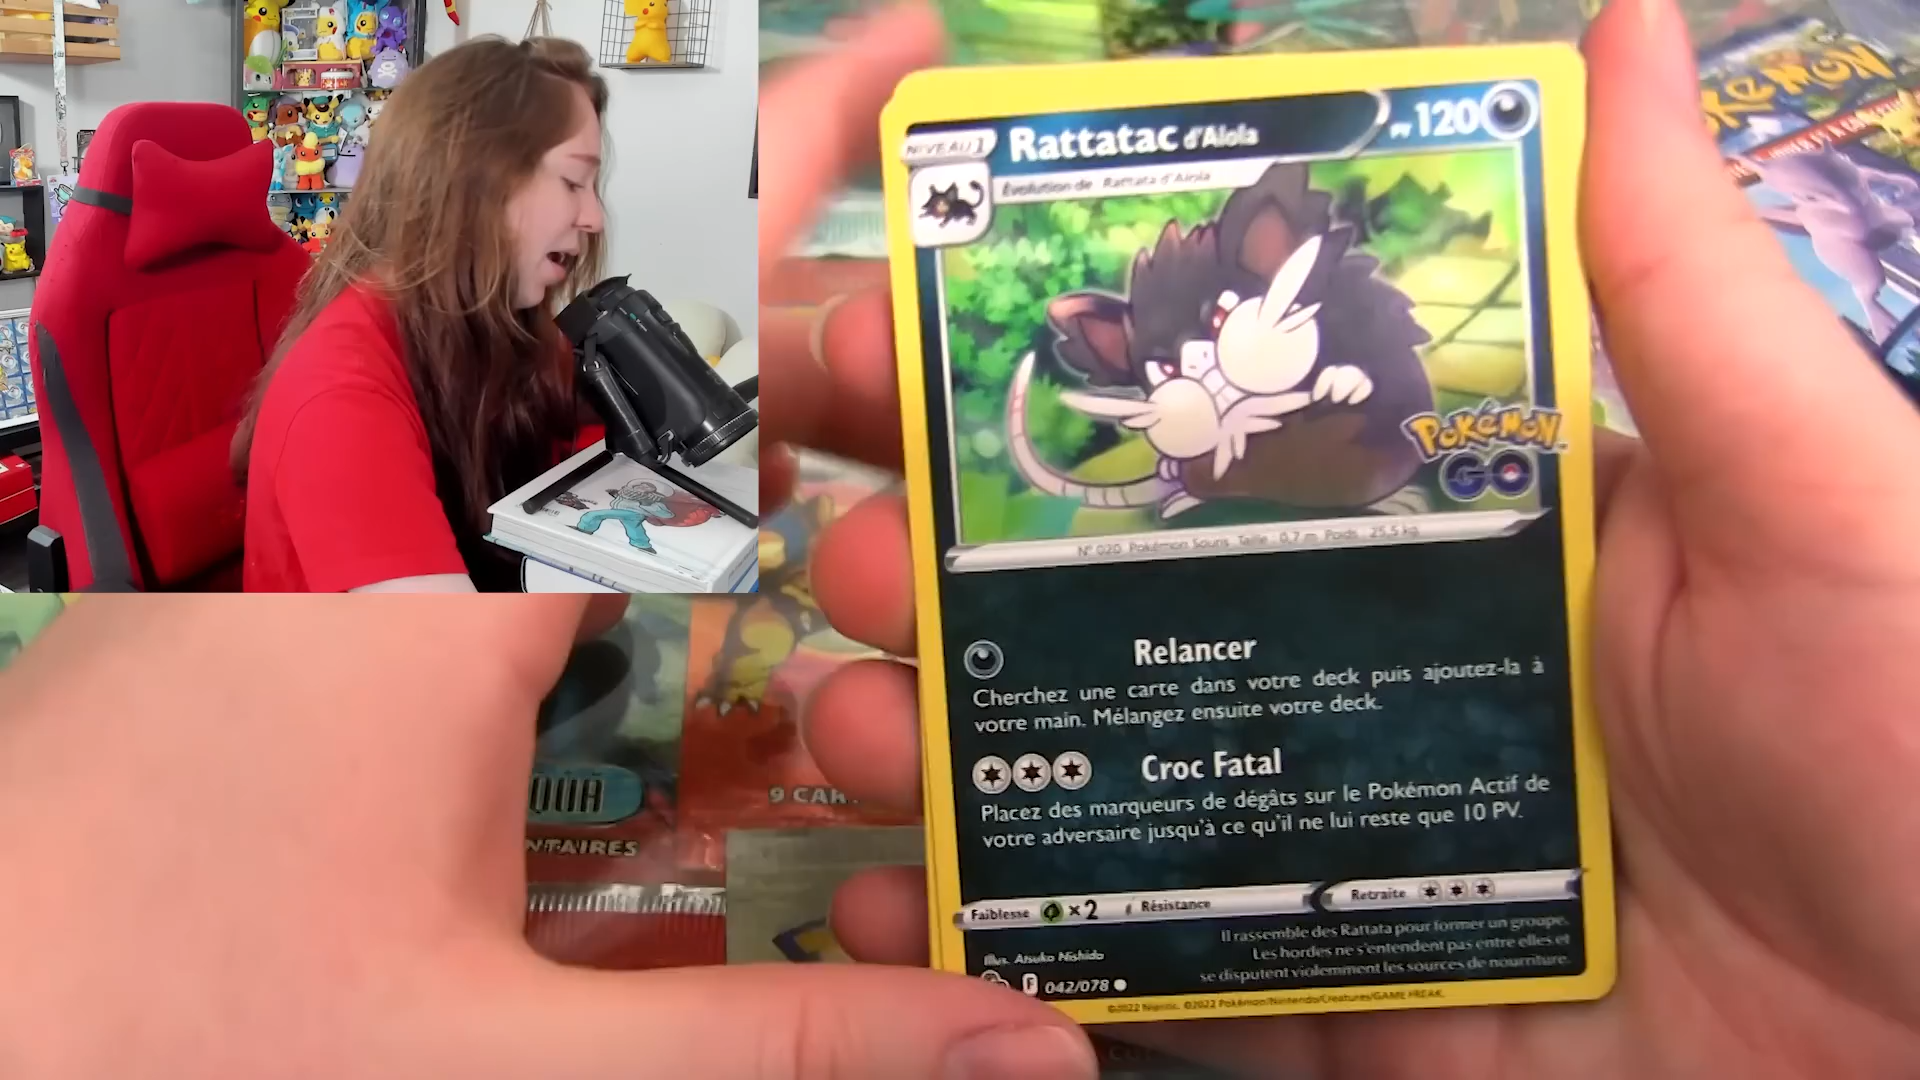 NIVEAU 1
Rattatac d'Alola
PV 120
Évolution de Rattata d'Alola
POKÉMON
GO
N° 020 Pokémon Souris Taille : 0,7 m Poids : 25,5 kg
Relancer
Cherchez une carte dans votre deck puis ajoutez-la à
votre main. Mélangez ensuite votre deck.
Croc Fatal
Placez des marqueurs de dégâts sur le Pokémon Actif de
votre adversaire jusqu'à ce qu'il ne lui reste que 10 PV.
Faiblesse ×2 Résistance Retraite
Il rassemble des Rattata pour former un groupe.
Les hordes ne s'entendent pas entre elles et
se disputent violemment les sources de nourriture.
Illus. Atsuko Nishida
F 042/078
©2022 Niantic. ©2022 Pokémon/Nintendo/Creatures/GAME FREAK.
9 CAR
NTAIRES
POKÉMON